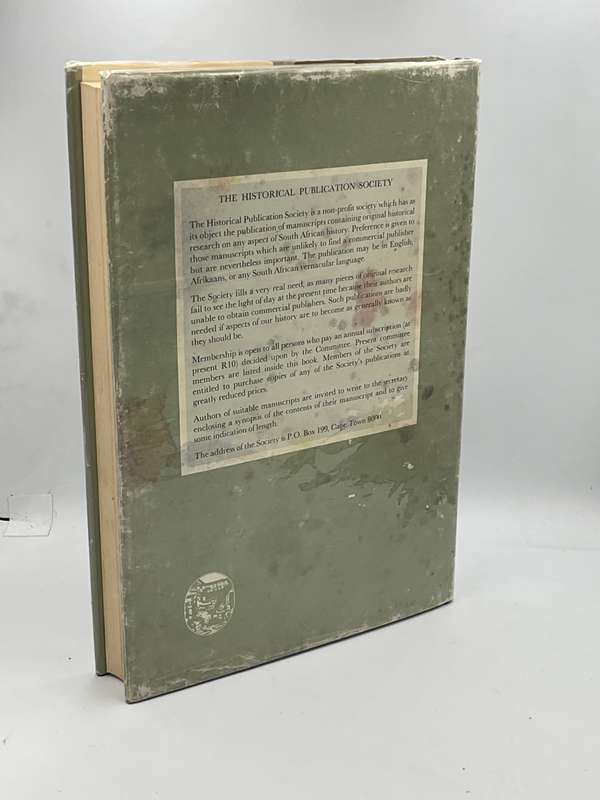 THE HISTORICAL PUBLICATION SOCIETY
The Historical Publication Society is a non-profit society which has as
its object the publication of manuscripts containing original historical
research on any aspect of South African history. Preference is given to
those manuscripts which are unlikely to find a commercial publisher
but are nevertheless important. The publication may be in English,
Afrikaans, or any South African vernacular language.
The Society fills a very real need, as many pieces of original research
fail to see the light of day at the present time because their authors are
unable to obtain commercial publishers. Such publications are badly
needed if aspects of our history are to become as generally known as
they should be.
Membership is open to all persons who pay an annual subscription (at
present R10) decided upon by the Committee. Present committee
members are listed inside this book. Members of the Society are
entitled to purchase copies of any of the Society's publications at
greatly reduced prices.
Authors of suitable manuscripts are invited to write to the secretary
enclosing a synopsis of the contents of their manuscript and to give
some indication of length.
The address of the Society is P.O. Box 199, Cape Town